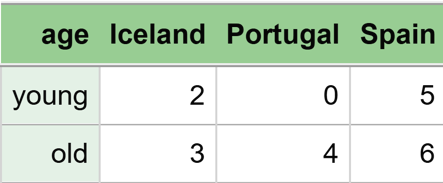 age Iceland Portugal Spain
young 2 0 5
old 3 4 6